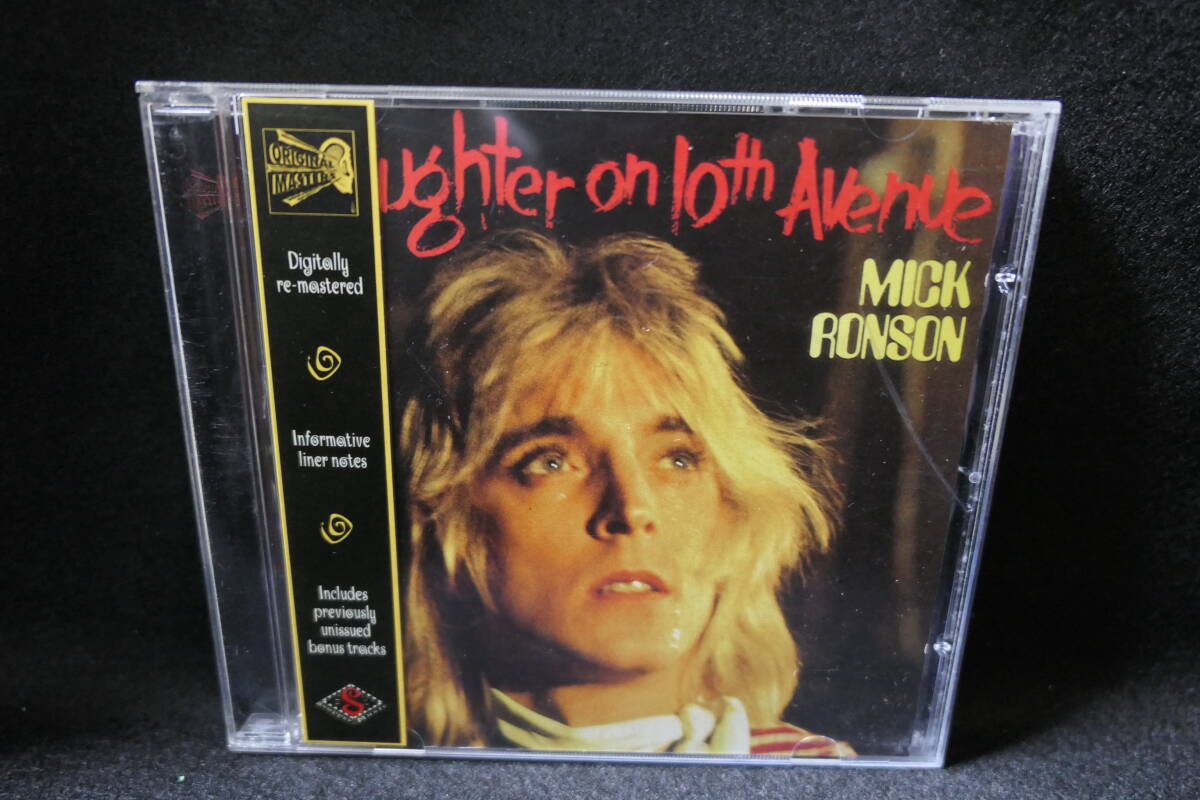 ORIGINAL
MASTERS
Digitally
re-mastered
Informative
liner notes
Includes
previously
unissued
bonus tracks
S
ughter on 10th Avenue
MICK
RONSON